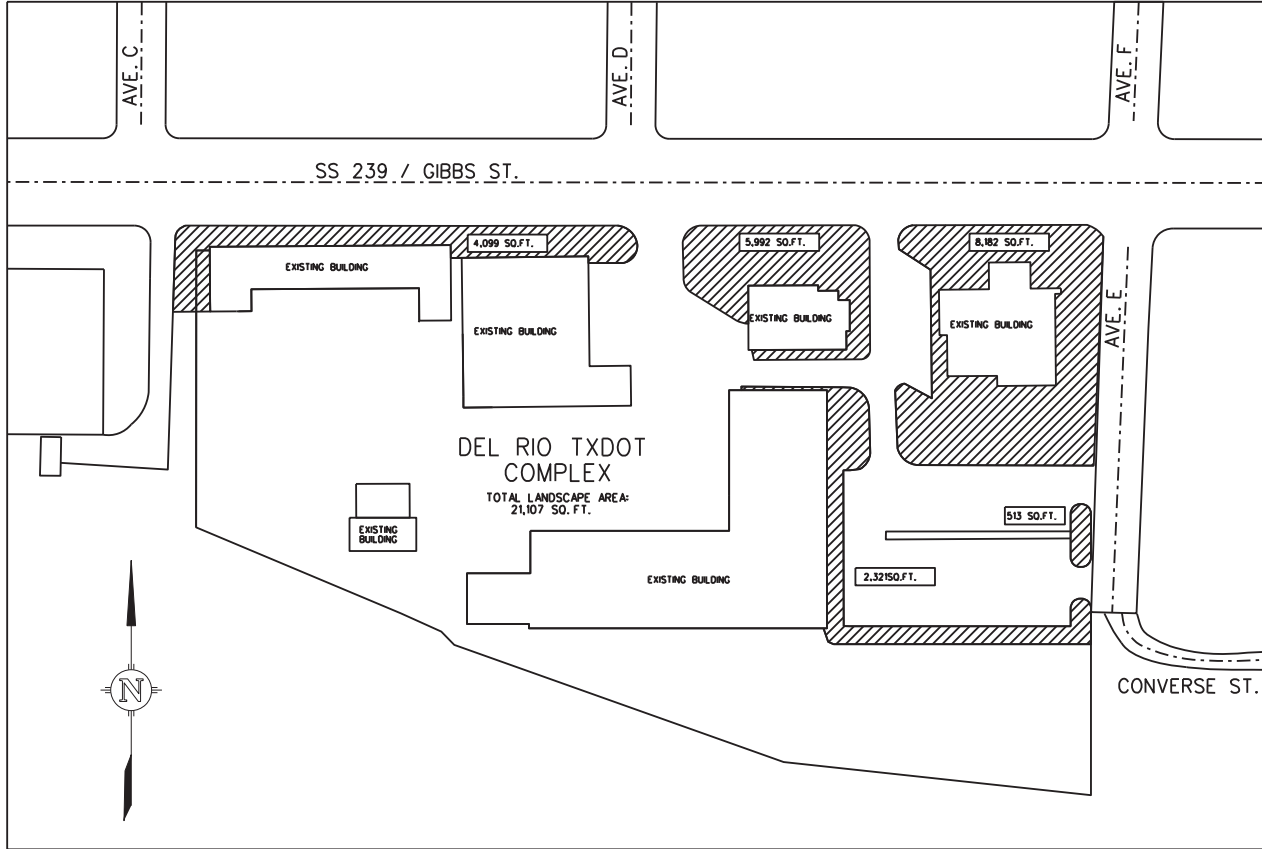 AVE. C
AVE. D
AVE. F
SS 239 / GIBBS ST.
4,099 SQ.FT.
5,992 SQ.FT.
8,182 SQ.FT.
EXISTING BUILDING
EXISTING BUILDING
EXISTING BUILDING
EXISTING BUILDING
AVE. E
DEL RIO TXDOT
COMPLEX
TOTAL LANDSCAPE AREA:
21,107 SQ. FT.
513 SQ.FT.
EXISTING
BUILDING
EXISTING BUILDING
2,321SQ.FT.
N
CONVERSE ST.